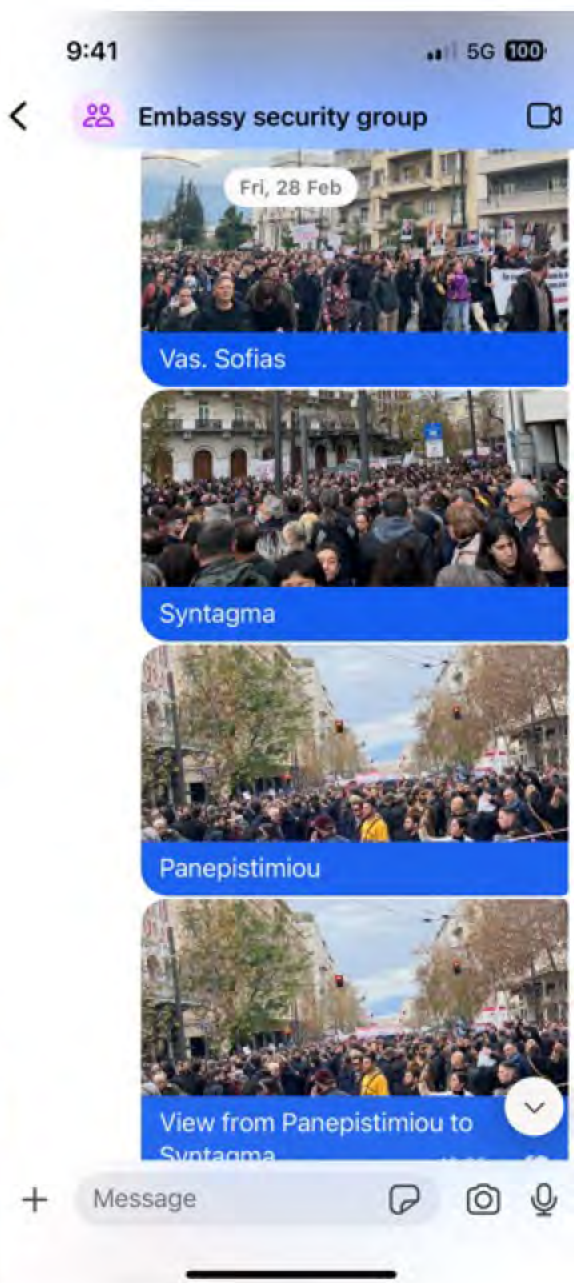 9:41
5G 100
Embassy security group
Fri, 28 Feb
Vas. Sofias
Syntagma
Panepistimiou
View from Panepistimiou to
Syntagma
Message